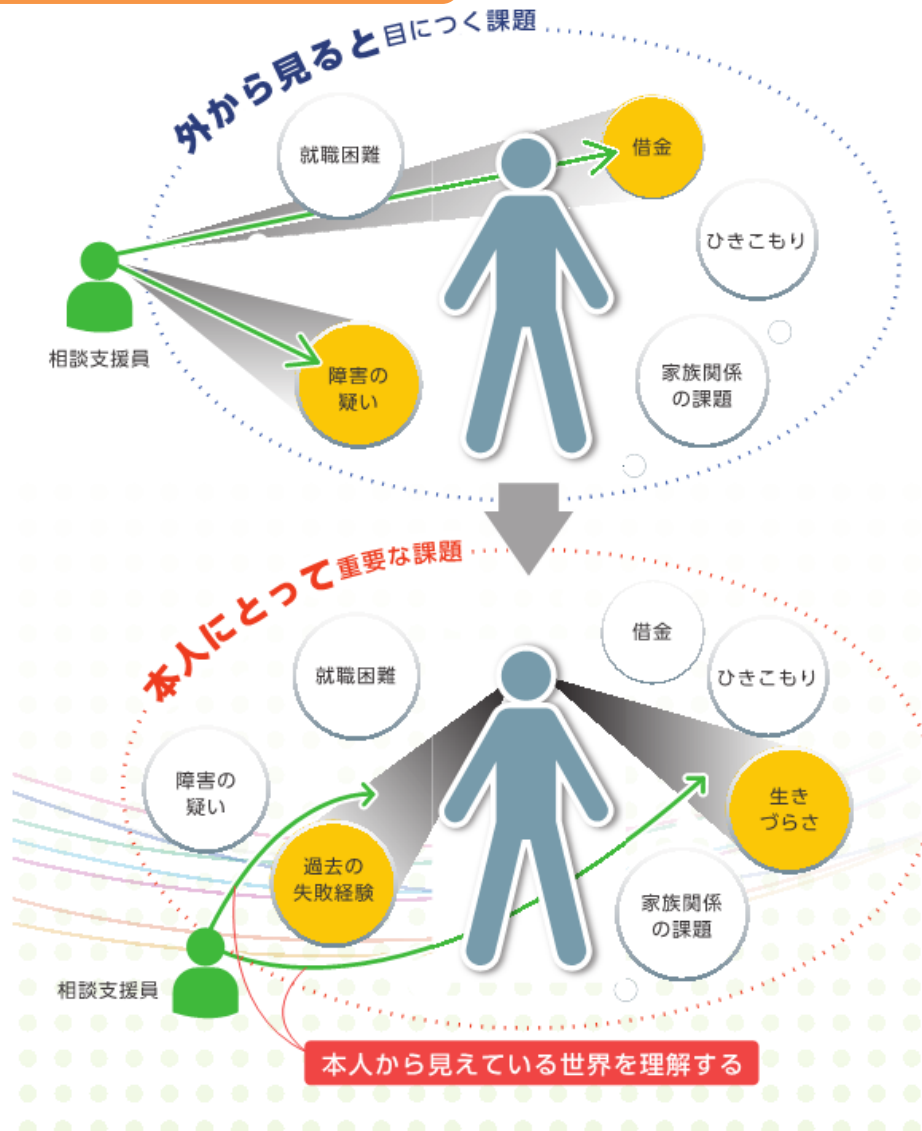 外から見ると目につく課題
就職困難
借金
ひきこもり
相談支援員
障害の
疑い
家族関係
の課題
本人にとって重要な課題
借金
就職困難
ひきこもり
障害の
疑い
生き
づらさ
過去の
失敗経験
家族関係
の課題
相談支援員
本人から見えている世界を理解する